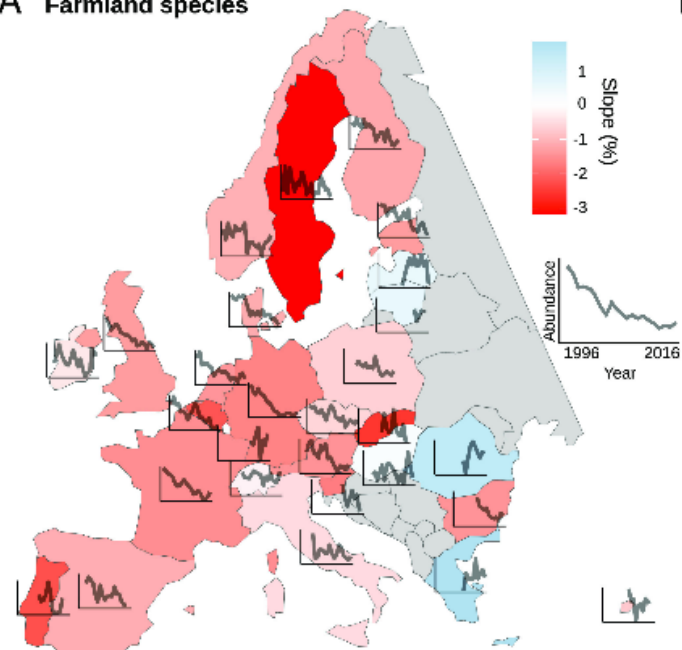 A Farmland species
1
0
-1
-2
-3
Slope (%)
Abundance
1996 2016
Year